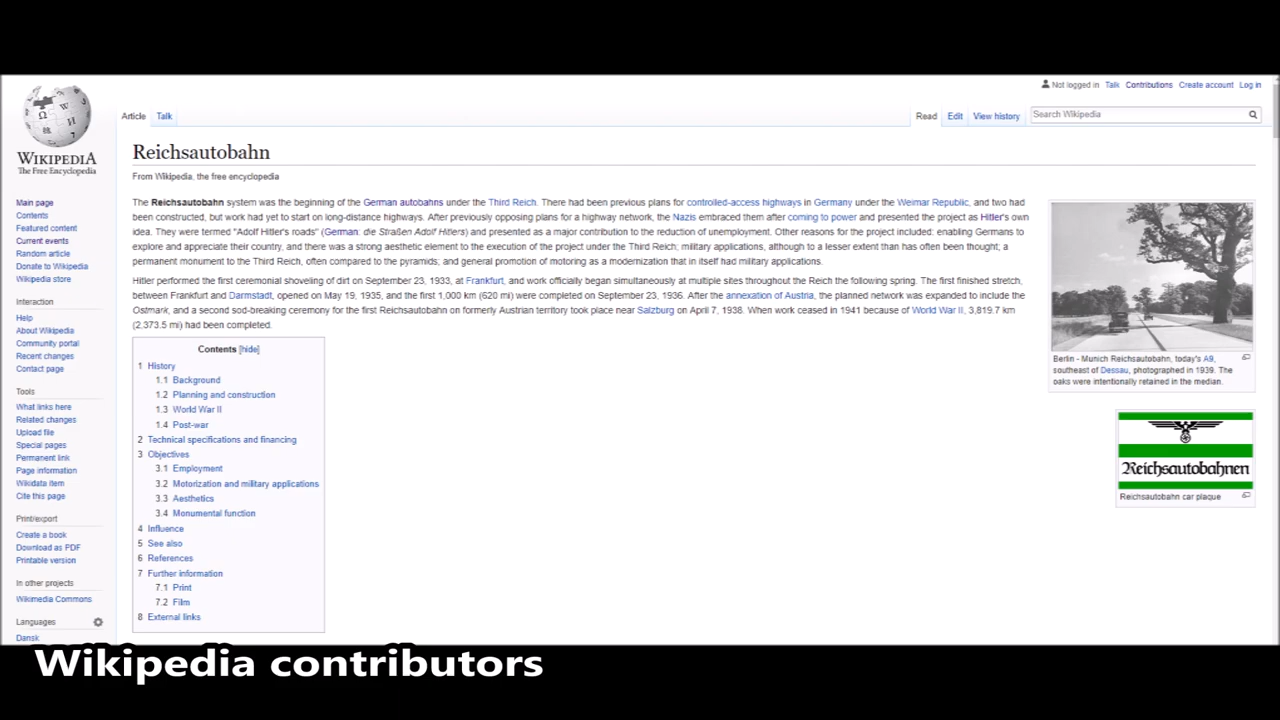 Not logged in Talk Contributions Create account Log in
Article Talk Read Edit View history Search Wikipedia
WIKIPEDIA
The Free Encyclopedia
Main page
Contents
Featured content
Current events
Random article
Donate to Wikipedia
Wikipedia store
Interaction
Help
About Wikipedia
Community portal
Recent changes
Contact page
Tools
What links here
Related changes
Upload file
Special pages
Permanent link
Page information
Wikidata item
Cite this page
Print/export
Create a book
Download as PDF
Printable version
In other projects
Wikimedia Commons
Languages
Dansk
Reichsautobahn
From Wikipedia, the free encyclopedia
The Reichsautobahn system was the beginning of the German autobahns under the Third Reich. There had been previous plans for controlled-access highways in Germany under the Weimar Republic, and two had
been constructed, but work had yet to start on long-distance highways. After previously opposing plans for a highway network, the Nazis embraced them after coming to power and presented the project as Hitler's own
idea. They were termed "Adolf Hitler's roads" (German: die Straßen Adolf Hitlers) and presented as a major contribution to the reduction of unemployment. Other reasons for the project included: enabling Germans to
explore and appreciate their country, and there was a strong aesthetic element to the execution of the project under the Third Reich; military applications, although to a lesser extent than has often been thought; a
permanent monument to the Third Reich, often compared to the pyramids; and general promotion of motoring as a modernization that in itself had military applications.
Hitler performed the first ceremonial shoveling of dirt on September 23, 1933, at Frankfurt, and work officially began simultaneously at multiple sites throughout the Reich the following spring. The first finished stretch,
between Frankfurt and Darmstadt, opened on May 19, 1935, and the first 1,000 km (620 mi) were completed on September 23, 1936. After the annexation of Austria, the planned network was expanded to include the
Ostmark, and a second sod-breaking ceremony for the first Reichsautobahn on formerly Austrian territory took place near Salzburg on April 7, 1938. When work ceased in 1941 because of World War II, 3,819.7 km
(2,373.5 mi) had been completed.
Contents [hide]
1 History
1.1 Background
1.2 Planning and construction
1.3 World War II
1.4 Post-war
2 Technical specifications and financing
3 Objectives
3.1 Employment
3.2 Motorization and military applications
3.3 Aesthetics
3.4 Monumental function
4 Influence
5 See also
6 References
7 Further information
7.1 Print
7.2 Film
8 External links
Berlin - Munich Reichsautobahn, today's A9,
southeast of Dessau, photographed in 1939. The
oaks were intentionally retained in the median.
Reichsautobahnen
Reichsautobahn car plaque
Wikipedia contributors